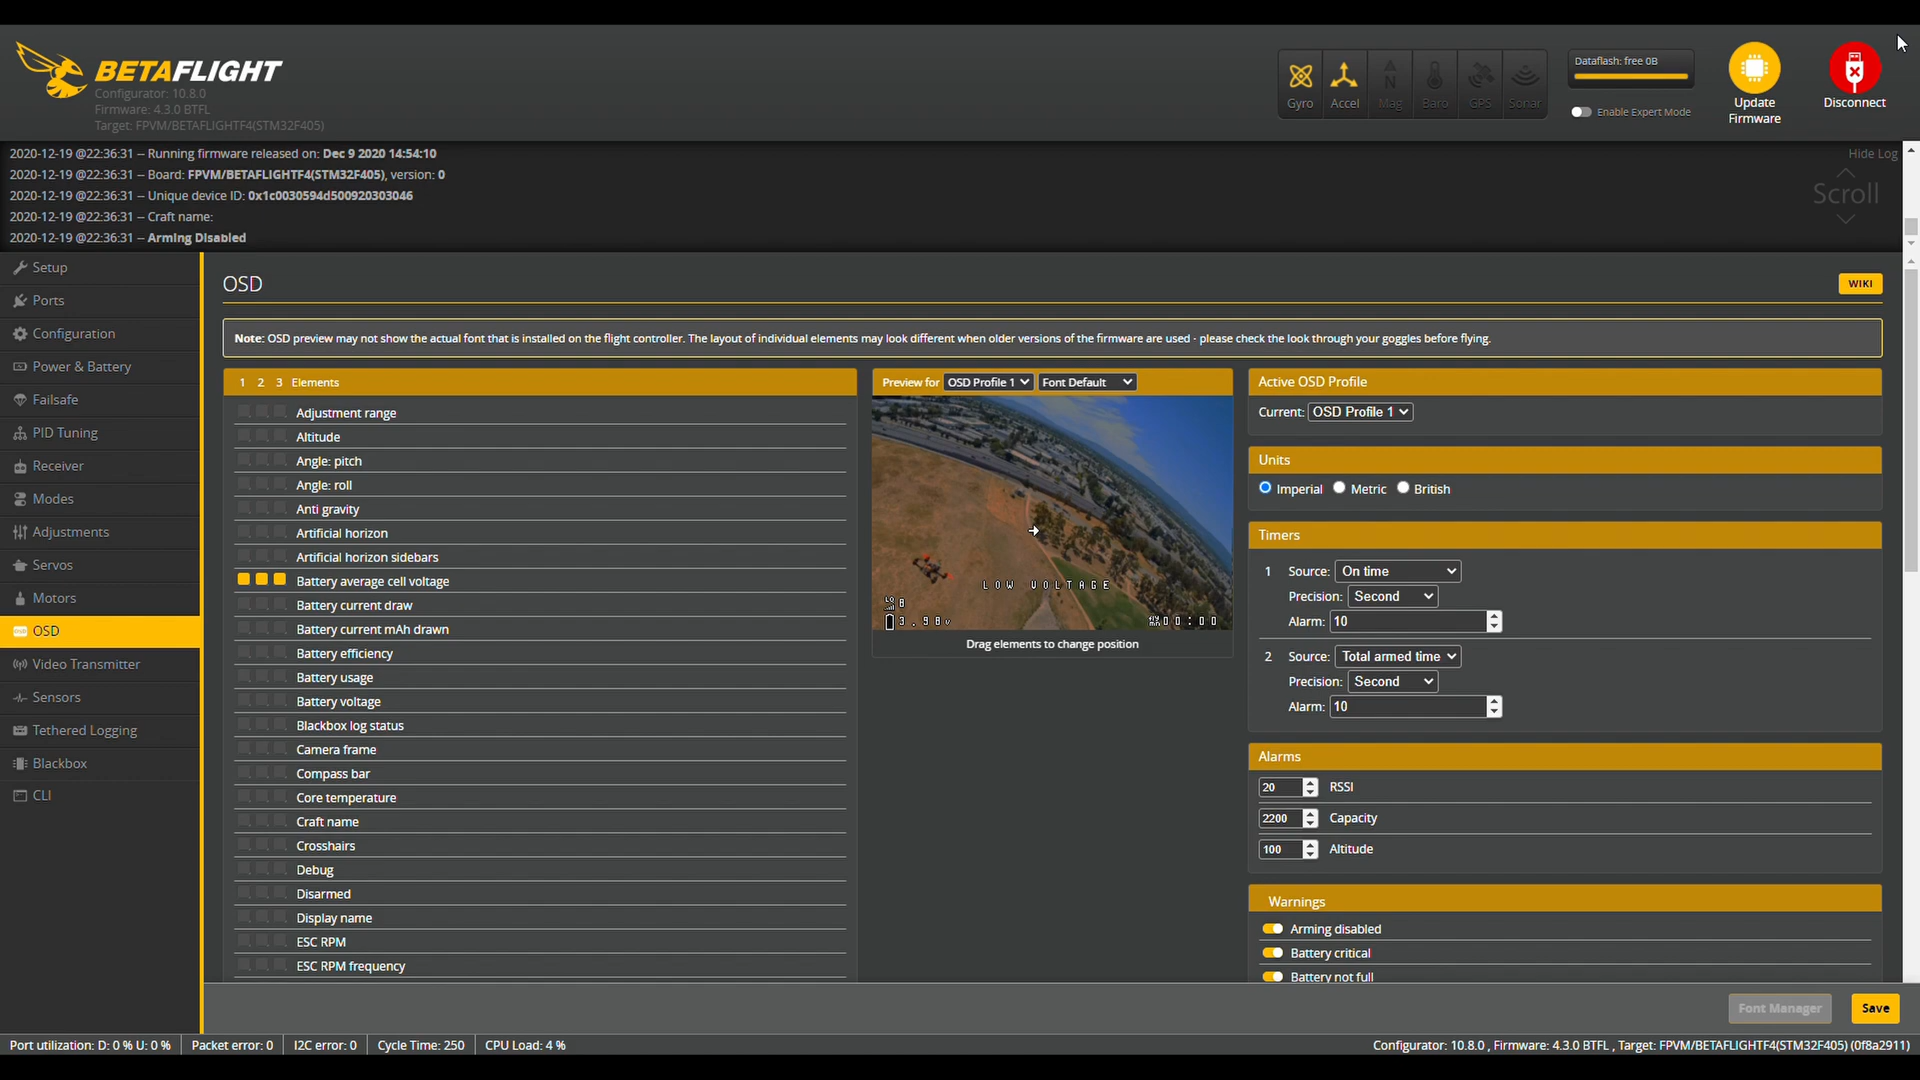 BETAFLIGHT
Configurator: 10.8.0
Firmware: 4.3.0 BTFL
Target: FPVM/BETAFLIGHTF4(STM32F405)
Gyro Accel Mag Baro GPS Sonar
Dataflash: free 0B
Enable Expert Mode
Update Firmware
Disconnect
2020-12-19 @22:36:31 -- Running firmware released on: Dec 9 2020 14:54:10
2020-12-19 @22:36:31 -- Board: FPVM/BETAFLIGHTF4(STM32F405), version: 0
2020-12-19 @22:36:31 -- Unique device ID: 0x1c0030594d500920303046
2020-12-19 @22:36:31 -- Craft name:
2020-12-19 @22:36:31 -- Arming Disabled
Hide Log
Scroll
Setup
Ports
Configuration
Power & Battery
Failsafe
PID Tuning
Receiver
Modes
Adjustments
Servos
Motors
OSD
Video Transmitter
Sensors
Tethered Logging
Blackbox
CLI
OSD
WIKI
Note: OSD preview may not show the actual font that is installed on the flight controller. The layout of individual elements may look different when older versions of the firmware are used - please check the look through your goggles before flying.
1 2 3 Elements
Adjustment range
Altitude
Angle: pitch
Angle: roll
Anti gravity
Artificial horizon
Artificial horizon sidebars
Battery average cell voltage
Battery current draw
Battery current mAh drawn
Battery efficiency
Battery usage
Battery voltage
Blackbox log status
Camera frame
Compass bar
Core temperature
Craft name
Crosshairs
Debug
Disarmed
Display name
ESC RPM
ESC RPM frequency
Preview for OSD Profile 1 Font Default
LOW VOLTAGE
LQ 8
3.98v
00:00
Drag elements to change position
Active OSD Profile
Current: OSD Profile 1
Units
Imperial Metric British
Timers
1 Source: On time
Precision: Second
Alarm: 10
2 Source: Total armed time
Precision: Second
Alarm: 10
Alarms
20 RSSI
2200 Capacity
100 Altitude
Warnings
Arming disabled
Battery critical
Battery not full
Font Manager
Save
Port utilization: D: 0 % U: 0 % Packet error: 0 I2C error: 0 Cycle Time: 250 CPU Load: 4 %
Configurator: 10.8.0 , Firmware: 4.3.0 BTFL , Target: FPVM/BETAFLIGHTF4(STM32F405) (0f8a2911)